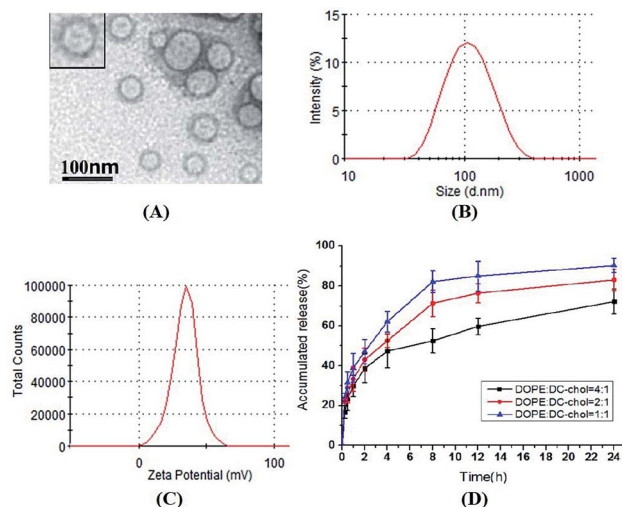 100nm
(A)
Intensity (%)
15
10
5
0
10
100
1000
Size (d.nm)
(B)
Total Counts
100000
80000
60000
40000
20000
0
0
100
Zeta Potential (mV)
(C)
Accumulated release(%)
100
80
60
40
20
0
DOPE:DC-chol=4:1
DOPE:DC-chol=2:1
DOPE:DC-chol=1:1
0 2 4 6 8 10 12 14 16 18 20 22 24
Time(h)
(D)